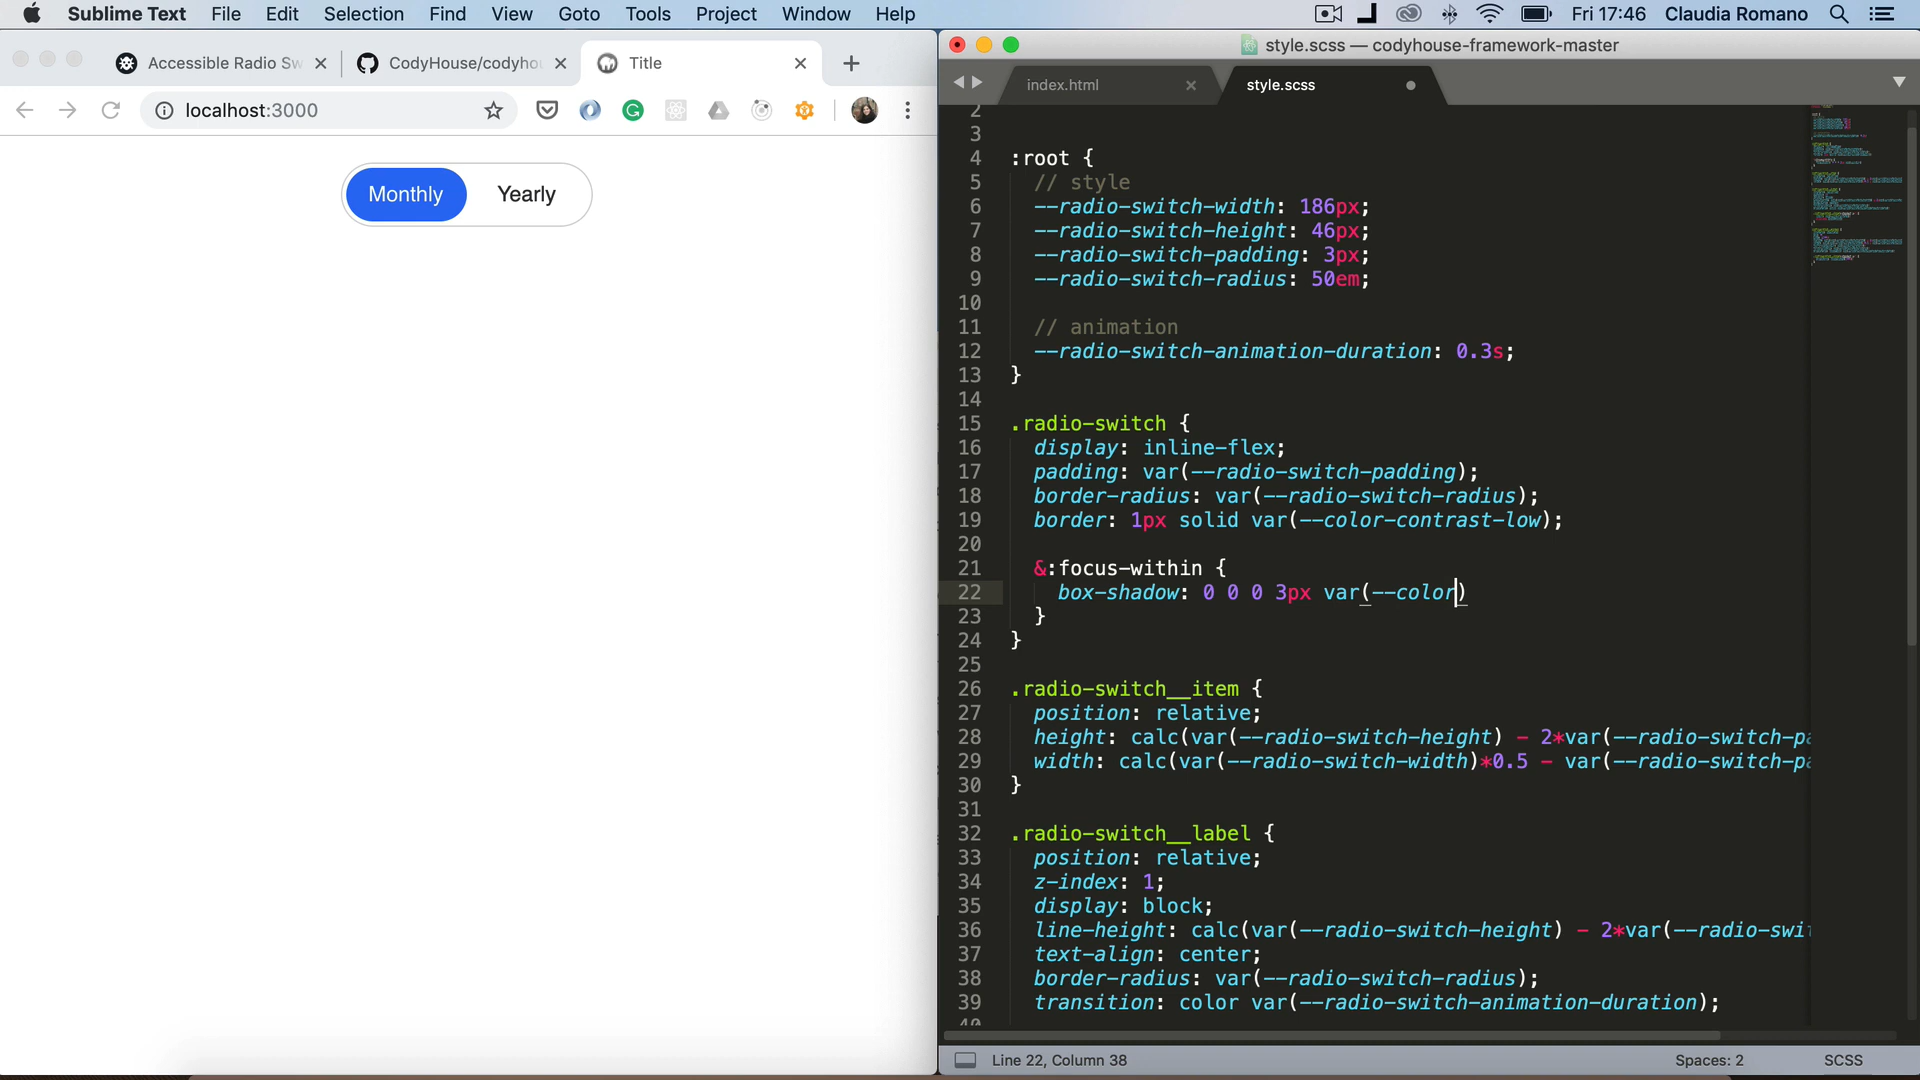 Sublime Text File Edit Selection Find View Goto Tools Project Window Help Fri 17:46 Claudia Romano
Accessible Radio Sw CodyHouse/codyhou Title
localhost:3000
Monthly Yearly
style.scss — codyhouse-framework-master
index.html style.scss
2
3
4 :root {
5 // style
6 --radio-switch-width: 186px;
7 --radio-switch-height: 46px;
8 --radio-switch-padding: 3px;
9 --radio-switch-radius: 50em;
10
11 // animation
12 --radio-switch-animation-duration: 0.3s;
13 }
14
15 .radio-switch {
16 display: inline-flex;
17 padding: var(--radio-switch-padding);
18 border-radius: var(--radio-switch-radius);
19 border: 1px solid var(--color-contrast-low);
20
21 &:focus-within {
22 box-shadow: 0 0 0 3px var(--color)
23 }
24 }
25
26 .radio-switch__item {
27 position: relative;
28 height: calc(var(--radio-switch-height) - 2*var(--radio-switch-pa
29 width: calc(var(--radio-switch-width)*0.5 - var(--radio-switch-pa
30 }
31
32 .radio-switch__label {
33 position: relative;
34 z-index: 1;
35 display: block;
36 line-height: calc(var(--radio-switch-height) - 2*var(--radio-swit
37 text-align: center;
38 border-radius: var(--radio-switch-radius);
39 transition: color var(--radio-switch-animation-duration);
40
Line 22, Column 38 Spaces: 2 SCSS